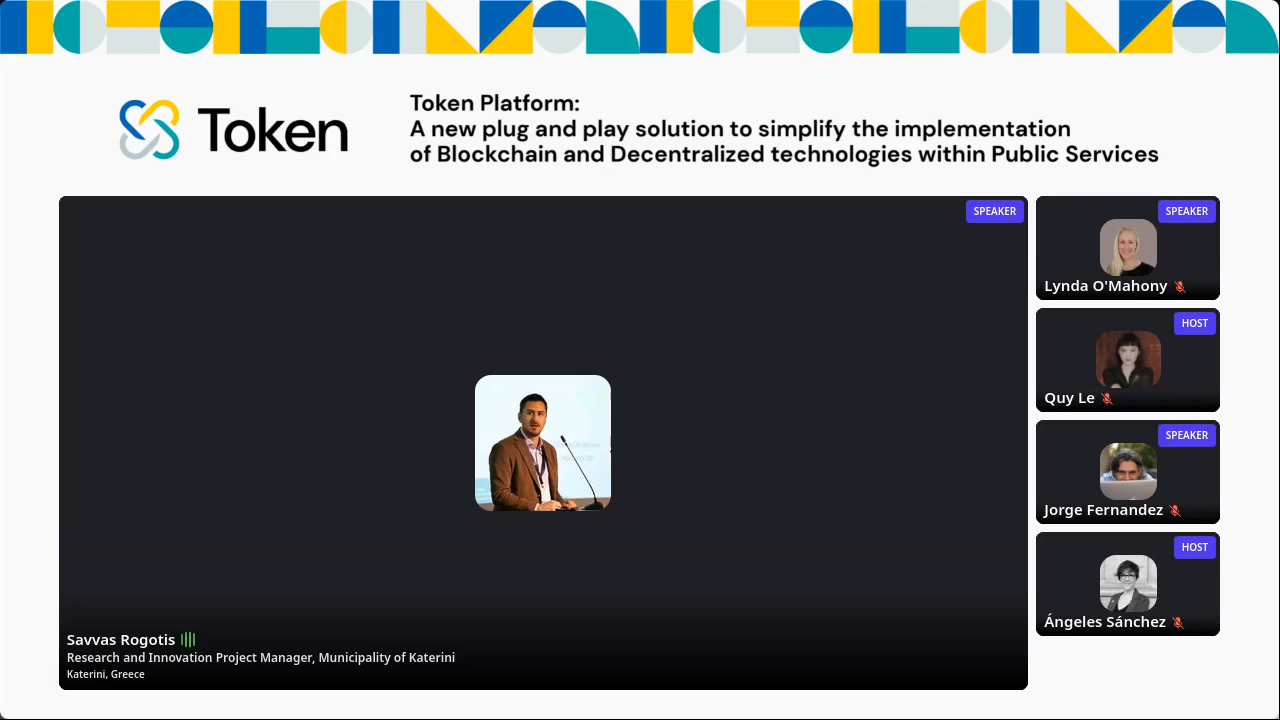 Token
Token Platform:
A new plug and play solution to simplify the implementation
of Blockchain and Decentralized technologies within Public Services
SPEAKER
Savvas Rogotis
Research and Innovation Project Manager, Municipality of Katerini
Katerini, Greece
SPEAKER
Lynda O'Mahony
HOST
Quy Le
SPEAKER
Jorge Fernandez
HOST
Ángeles Sánchez